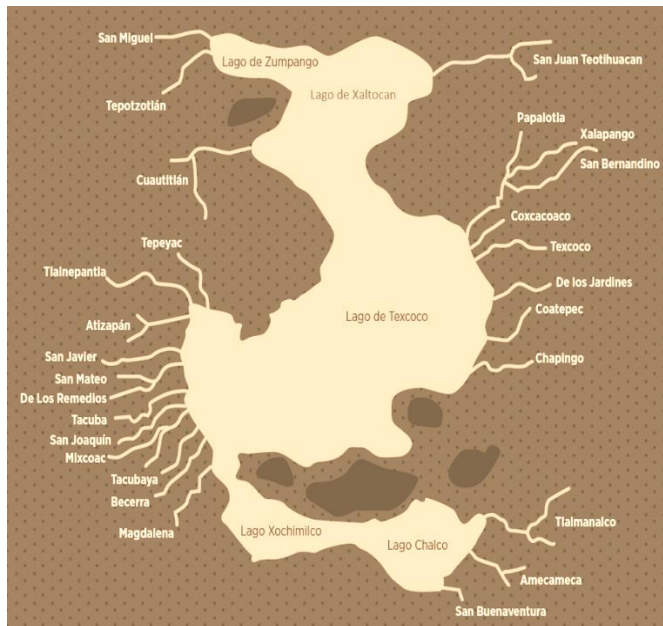 San Miguel
Lago de Zumpango
San Juan Teotihuacan
Tepotzotlán
Lago de Xaltocan
Papalotla
Xalapango
San Bernandino
Cuautitlán
Coxcacoaco
Tepeyac
Texcoco
Tlalnepantla
De los Jardines
Coatepec
Lago de Texcoco
Atizapán
San Javier
Chapingo
San Mateo
De Los Remedios
Tacuba
San Joaquín
Mixcoac
Tacubaya
Becerra
Magdalena
Lago Xochimilco
Lago Chalco
Tlalmanalco
Amecameca
San Buenaventura